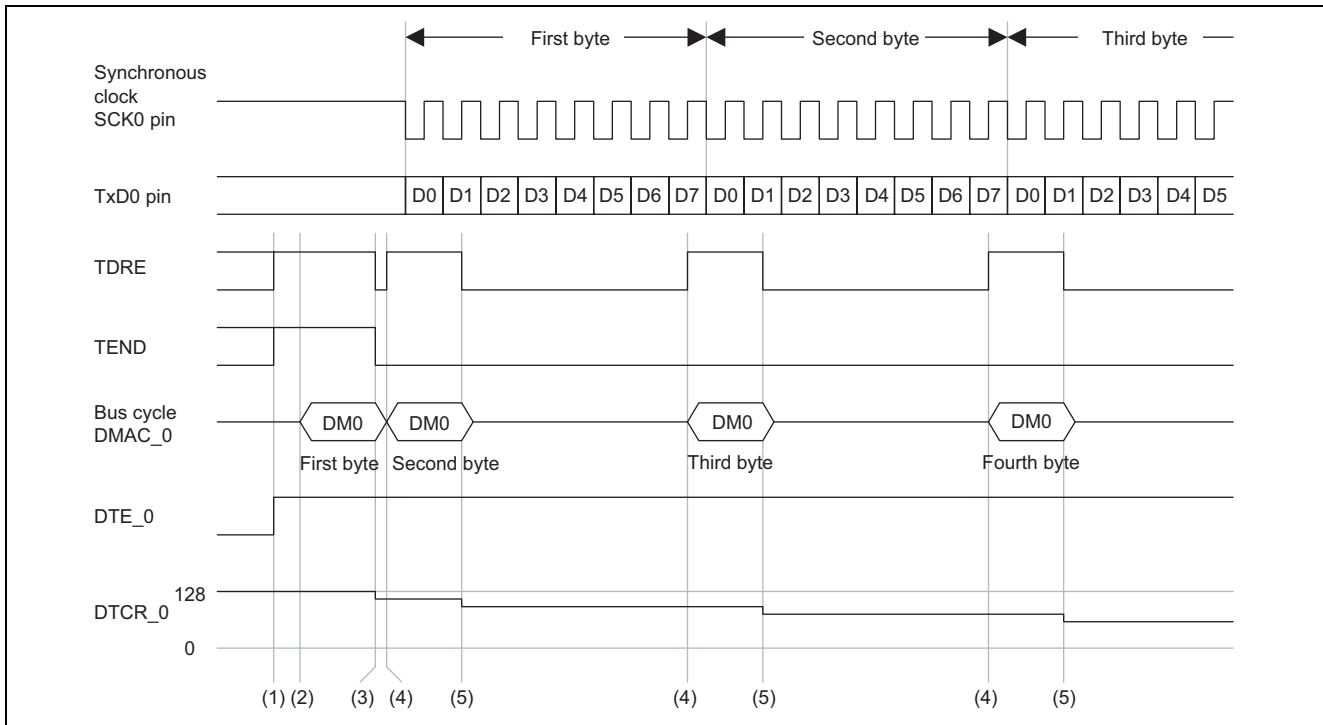 First byte Second byte Third byte
Synchronous
clock
SCK0 pin
TxD0 pin D0 D1 D2 D3 D4 D5 D6 D7 D0 D1 D2 D3 D4 D5 D6 D7 D0 D1 D2 D3 D4 D5
TDRE
TEND
Bus cycle
DMAC_0
DM0 DM0 DM0 DM0
First byte Second byte Third byte Fourth byte
DTE_0
128
DTCR_0
0
(1) (2) (3) (4) (5) (4) (5) (4) (5)